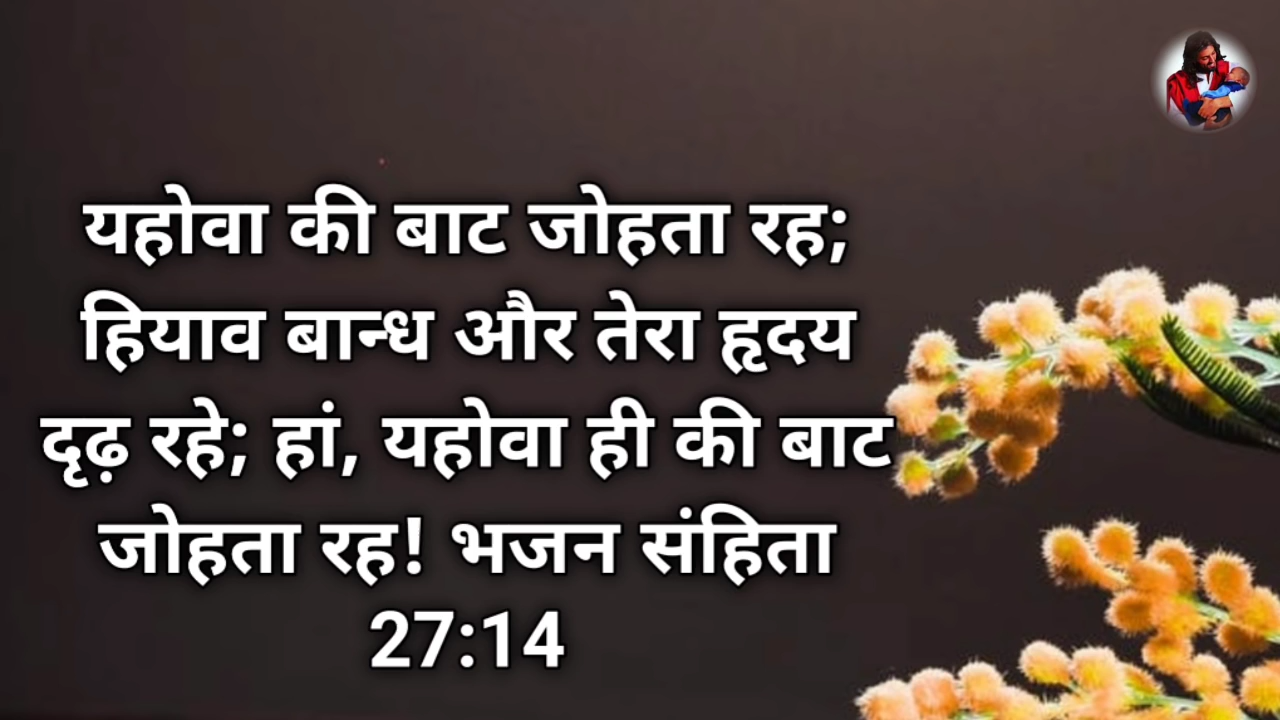 यहोवा की बाट जोहता रह;
हियाव बान्ध और तेरा हृदय
दृढ़ रहे; हां, यहोवा ही की बाट
जोहता रह! भजन संहिता
27:14